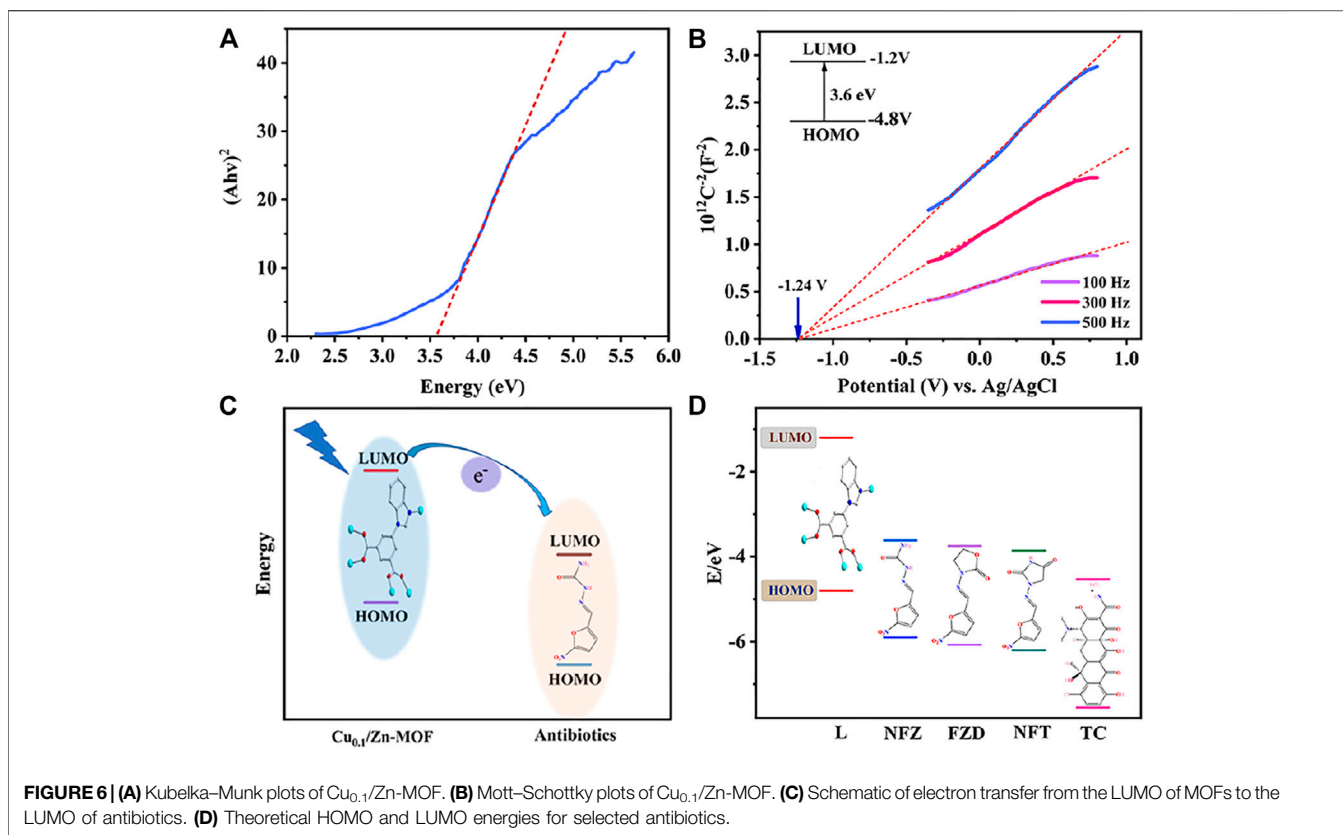 A
(Ahν)²
40
30
20
10
0
2.0 2.5 3.0 3.5 4.0 4.5 5.0 5.5 6.0
Energy (eV)
B
10¹²C⁻²(F⁻²)
3.0
2.5
2.0
1.5
1.0
0.5
0.0
LUMO
-1.2V
3.6 eV
-4.8V
HOMO
-1.24 V
100 Hz
300 Hz
500 Hz
-1.5 -1.0 -0.5 0.0 0.5 1.0
Potential (V) vs. Ag/AgCl
C
Energy
LUMO
HOMO
e⁻
LUMO
HOMO
Cu₀.₁/Zn-MOF
Antibiotics
D
E/eV
-2
-4
-6
LUMO
HOMO
L NFZ FZD NFT TC
FIGURE 6 | (A) Kubelka–Munk plots of Cu₀.₁/Zn-MOF. (B) Mott–Schottky plots of Cu₀.₁/Zn-MOF. (C) Schematic of electron transfer from the LUMO of MOFs to the
LUMO of antibiotics. (D) Theoretical HOMO and LUMO energies for selected antibiotics.